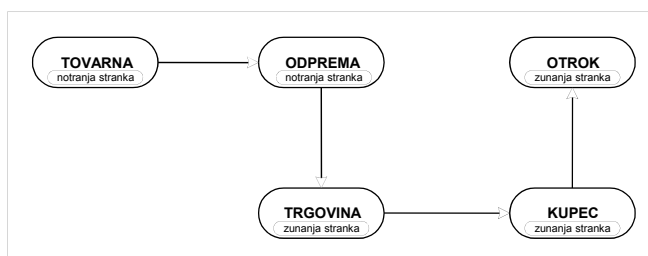 TOVARNA
notranja stranka
ODPREMA
notranja stranka
OTROK
zunanja stranka
TRGOVINA
zunanja stranka
KUPEC
zunanja stranka